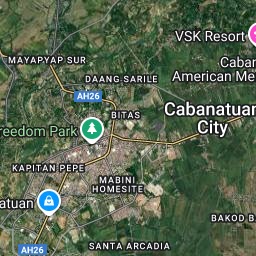 VSK Resort
MAYAPYAP SUR
Caban
American Me
DAANG SARILE
AH26
BITAS
Cabanatuan
City
reedom Park
KAPITAN PEPE
MABINI
HOMESITE
atuan
BAKOD B
SANTA ARCADIA
AH26